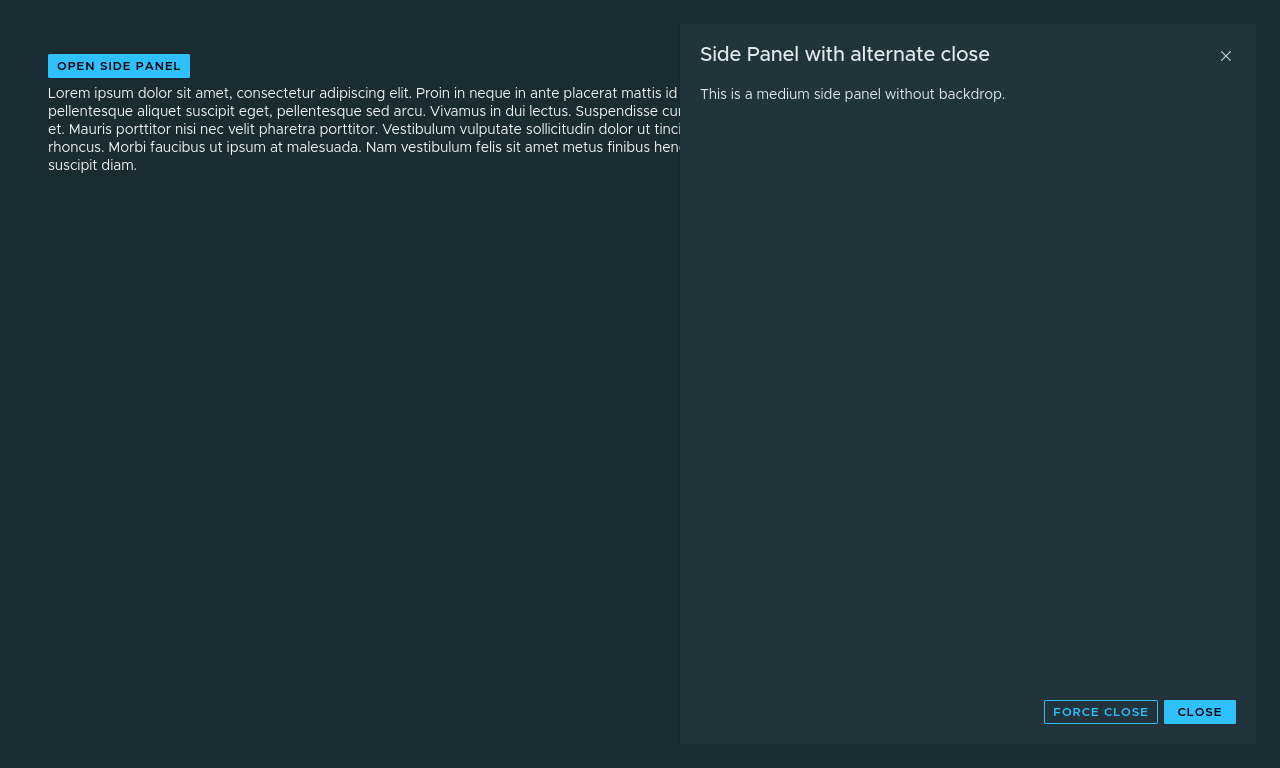 OPEN SIDE PANEL
Lorem ipsum dolor sit amet, consectetur adipiscing elit. Proin in neque in ante placerat mattis id
pellentesque aliquet suscipit eget, pellentesque sed arcu. Vivamus in dui lectus. Suspendisse
et. Mauris porttitor nisi nec velit pharetra porttitor. Vestibulum vulputate sollicitudin dolor ut
rhoncus. Morbi faucibus ut ipsum at malesuada. Nam vestibulum felis sit amet metus finibus
suscipit diam.
Side Panel with alternate close
This is a medium side panel without backdrop.
FORCE CLOSE
CLOSE